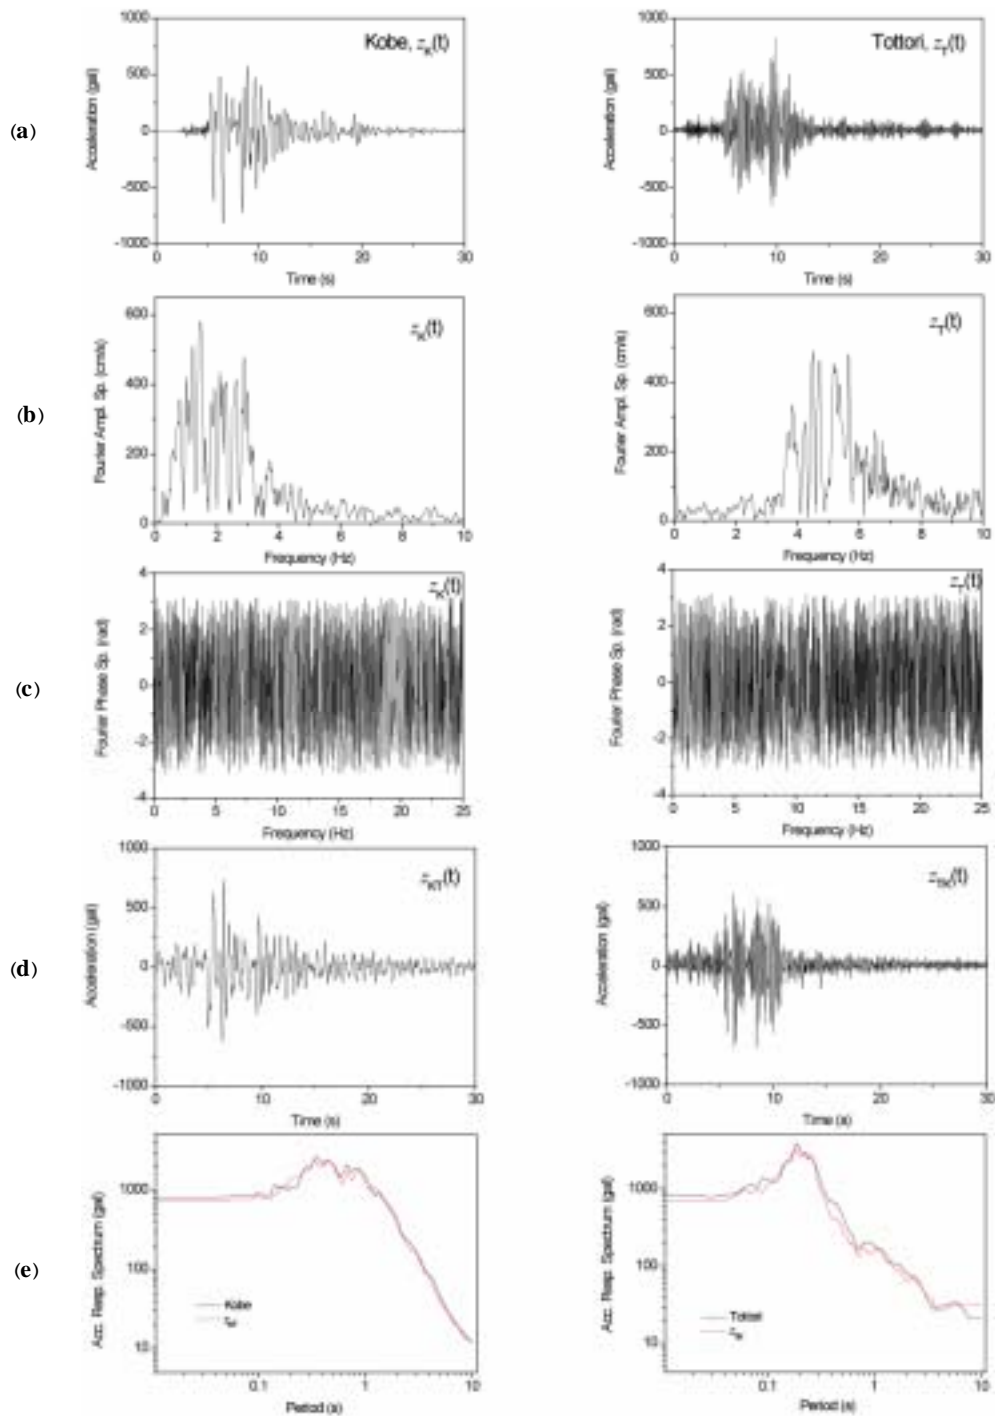 (a)
Kobe, z_K(t)
Acceleration (gal)
1000
500
0
-500
-1000
0 10 20 30
Time (s)
Tottori, z_T(t)
Acceleration (gal)
1000
500
0
-500
-1000
0 10 20 30
Time (s)
(b)
z_K(t)
Fourier Ampl. Sp. (cm/s)
600
400
200
0
0 2 4 6 8 10
Frequency (Hz)
z_T(t)
Fourier Ampl. Sp. (cm/s)
600
400
200
0
0 2 4 6 8 10
Frequency (Hz)
(c)
z_K(t)
Fourier Phase Sp. (rad)
4
2
0
-2
-4
0 5 10 15 20 25
Frequency (Hz)
z_T(t)
Fourier Phase Sp. (rad)
4
2
0
-2
-4
0 5 10 15 20 25
Frequency (Hz)
(d)
z_KT(t)
Acceleration (gal)
1000
500
0
-500
-1000
0 10 20 30
Time (s)
z_TK(t)
Acceleration (gal)
1000
500
0
-500
-1000
0 10 20 30
Time (s)
(e)
Acc. Resp. Spectrum (gal)
1000
100
10
Kobe
0.1 1 10
Period (s)
Acc. Resp. Spectrum (gal)
1000
100
10
Tottori
0.1 1 10
Period (s)